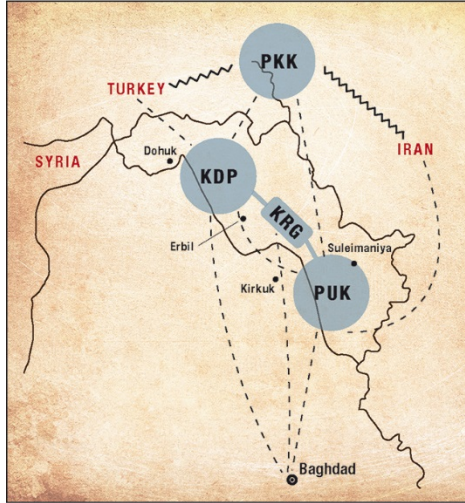 PKK
TURKEY
IRAN
Dohuk
SYRIA
KDP
KRG
Erbil
Suleimaniya
Kirkuk
PUK
Baghdad